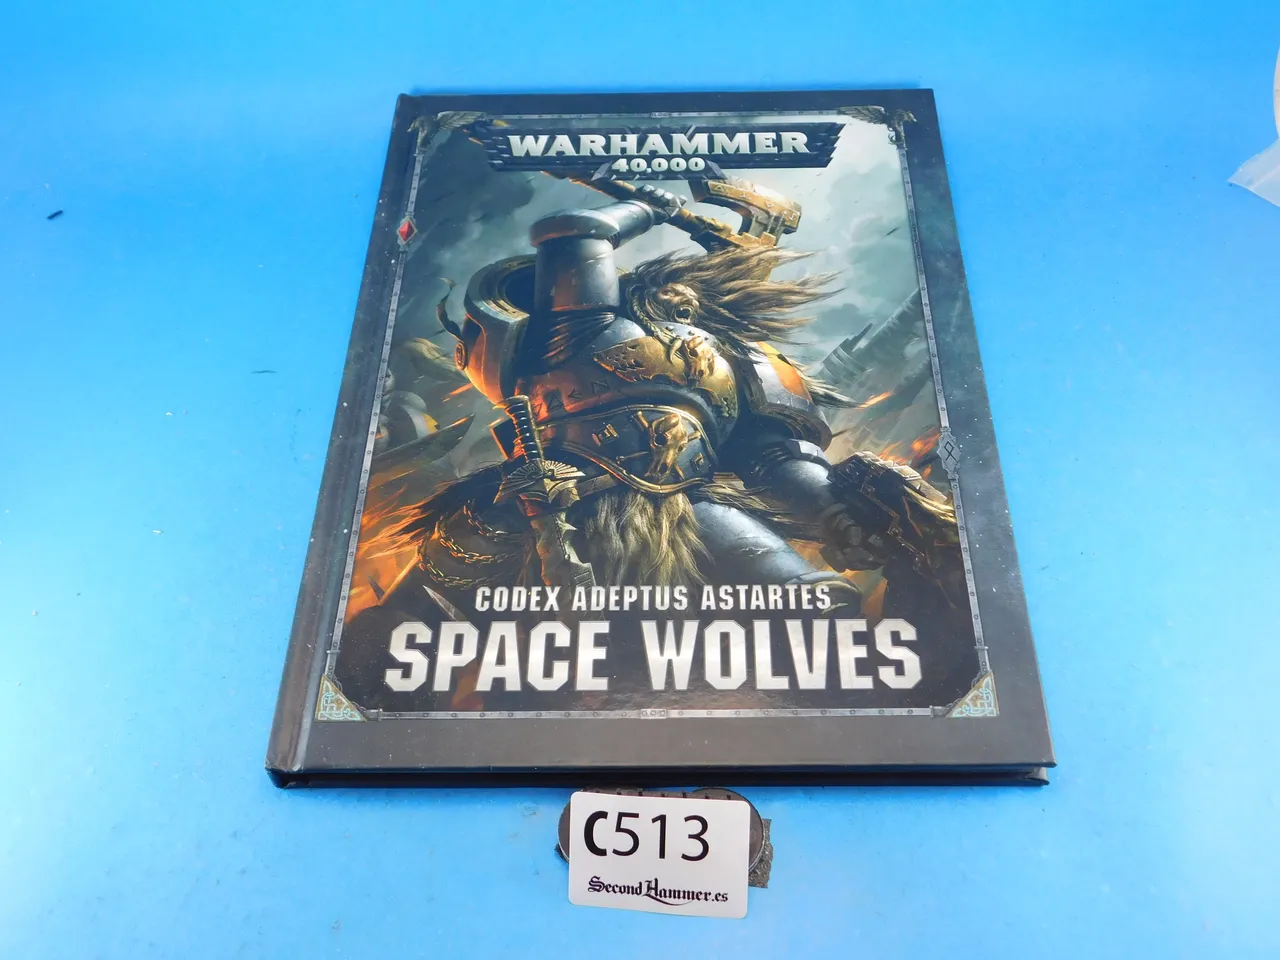 WARHAMMER
40,000
CODEX ADEPTUS ASTARTES
SPACE WOLVES
C513
SecondHammer.es